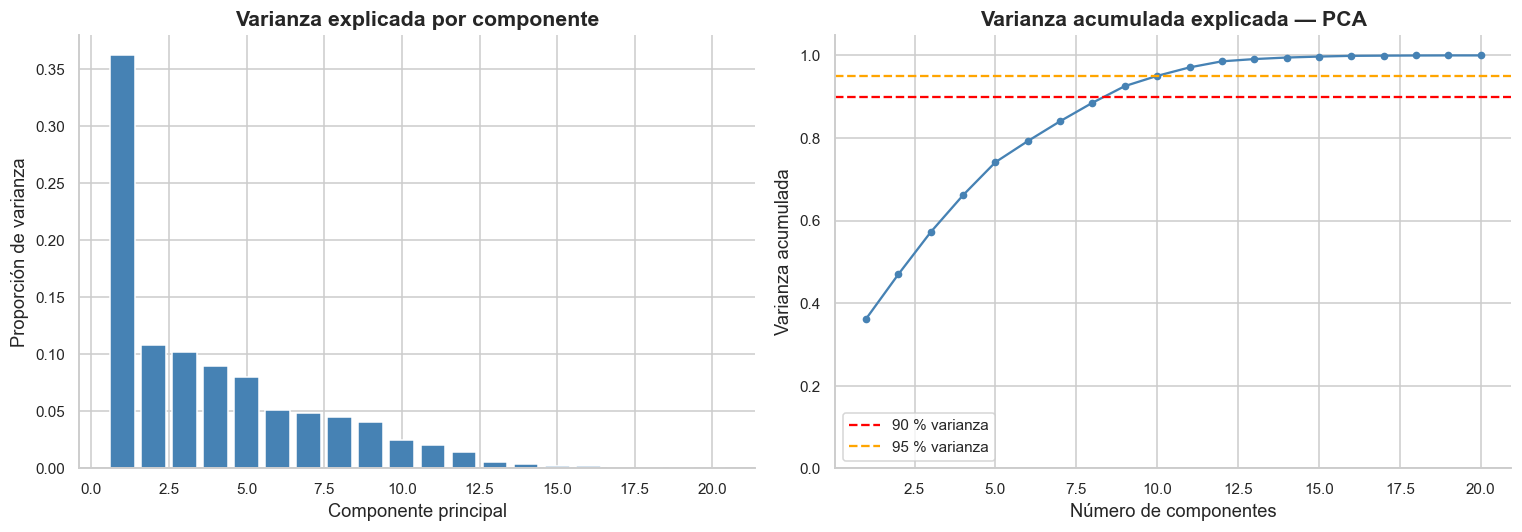 Varianza explicada por componente
Proporción de varianza
0.35
0.30
0.25
0.20
0.15
0.10
0.05
0.00
0.0 2.5 5.0 7.5 10.0 12.5 15.0 17.5 20.0
Componente principal
Varianza acumulada explicada — PCA
Varianza acumulada
1.0
0.8
0.6
0.4
0.2
0.0
90 % varianza
95 % varianza
2.5 5.0 7.5 10.0 12.5 15.0 17.5 20.0
Número de componentes